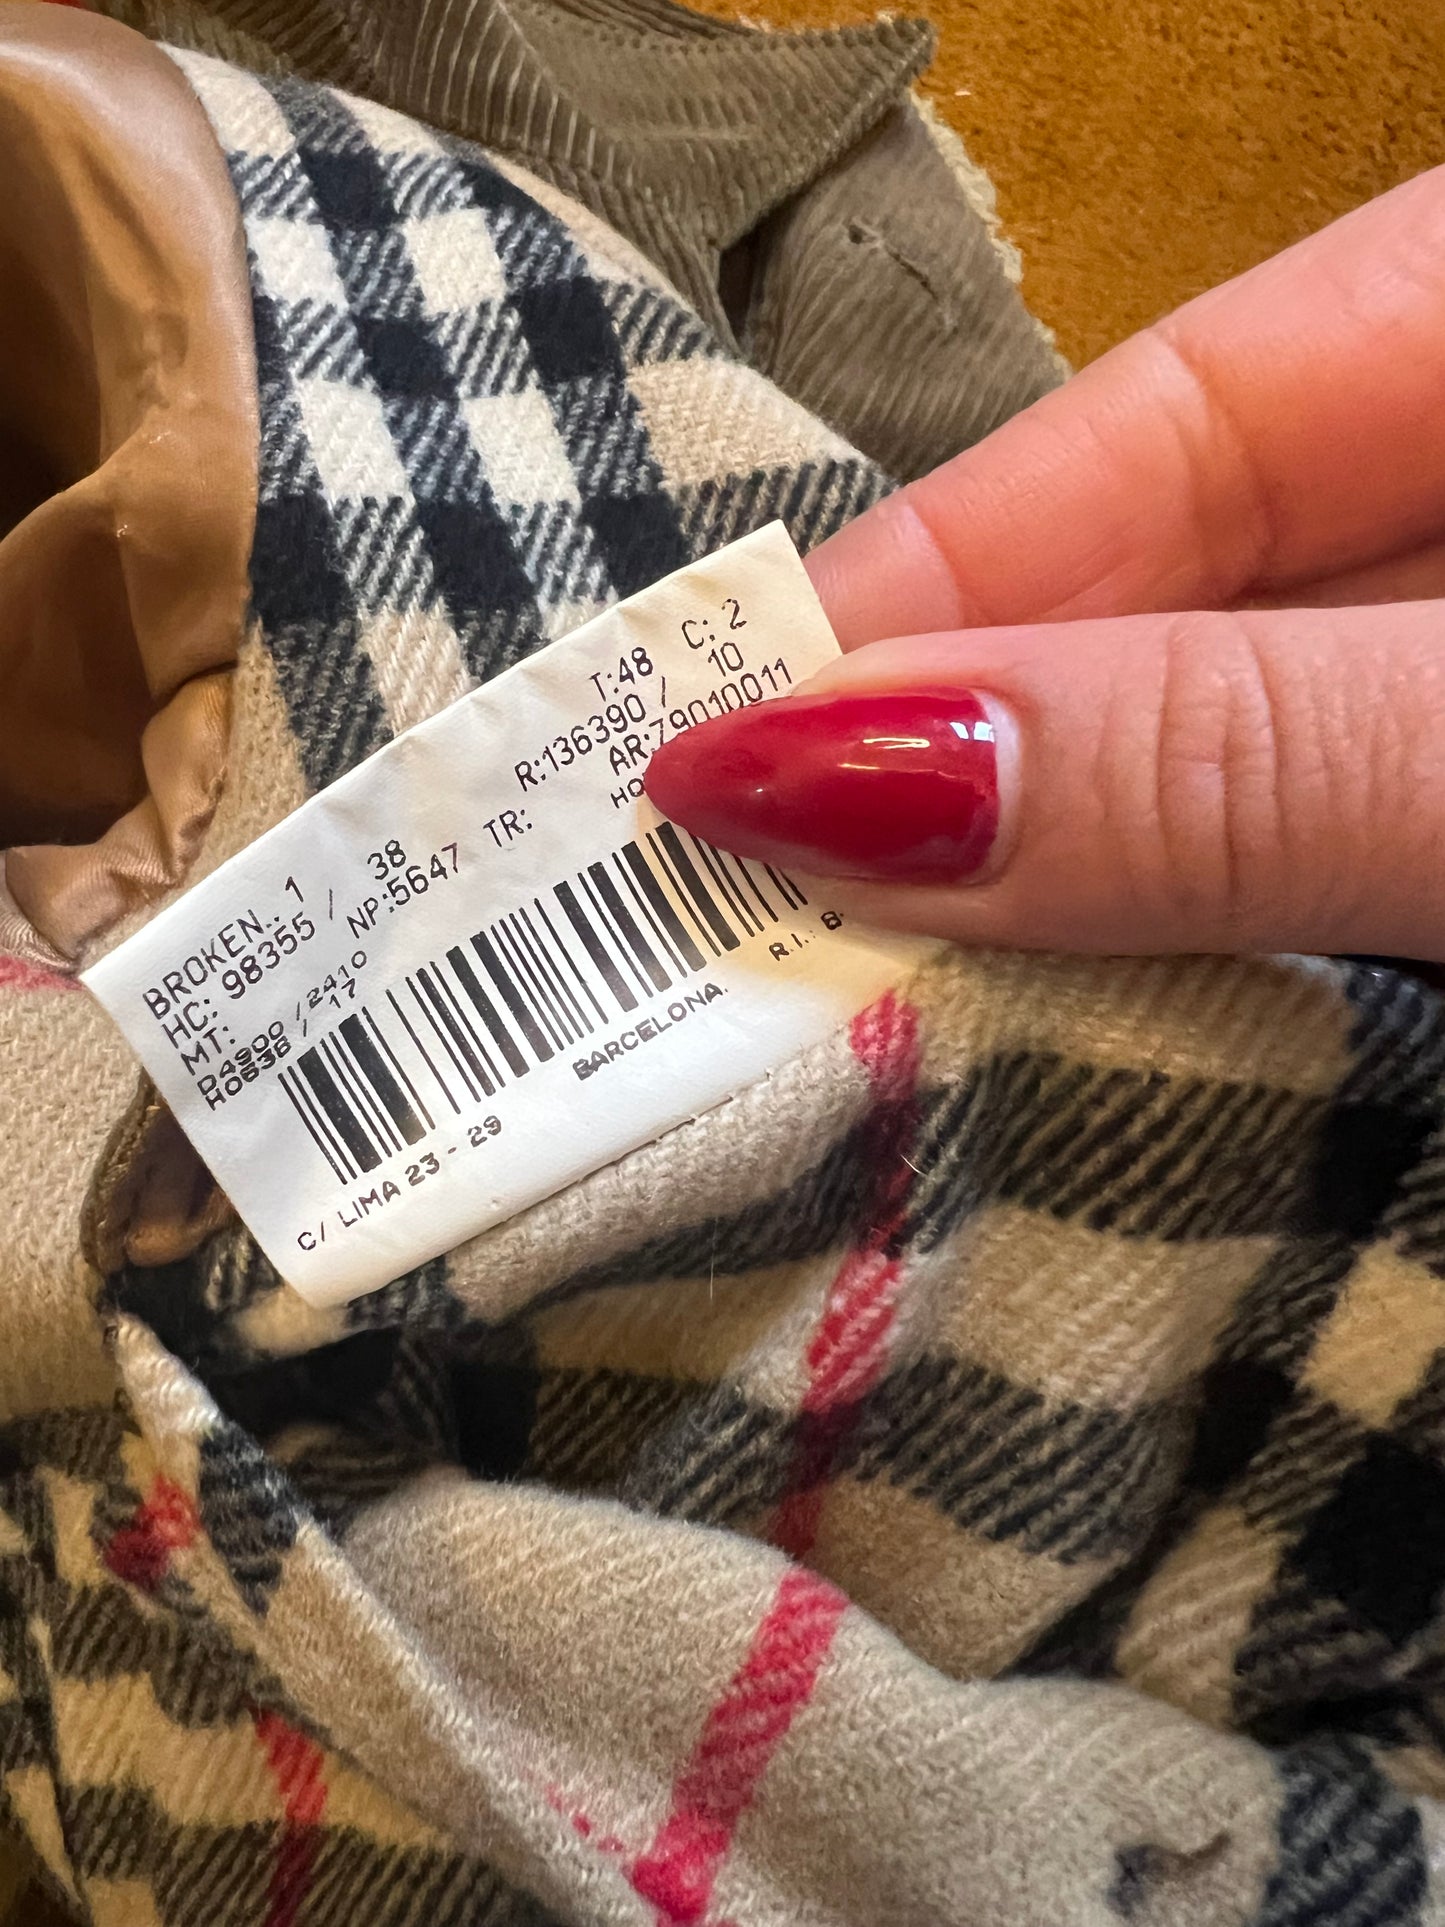 T:48 C: 2
R:136390 / 10
AR:79010011
BROKEN.: 1
HC: 98355 / 38
MT: NP:5647 TR:
D4900 / 2410
H0638 / 17
R.I.: B-
C/ LIMA 23 - 29 BARCELONA.